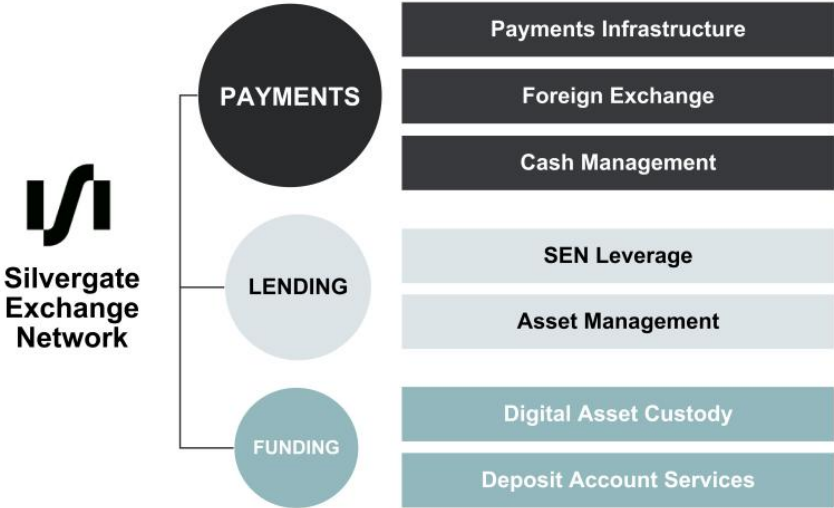 Silvergate
Exchange
Network
PAYMENTS
Payments Infrastructure
Foreign Exchange
Cash Management
LENDING
SEN Leverage
Asset Management
FUNDING
Digital Asset Custody
Deposit Account Services